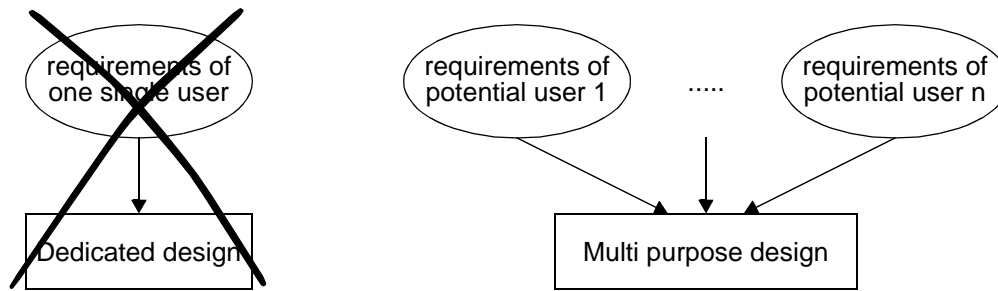 requirements of
one single user
Dedicated design
requirements of
potential user 1
.....
requirements of
potential user n
Multi purpose design